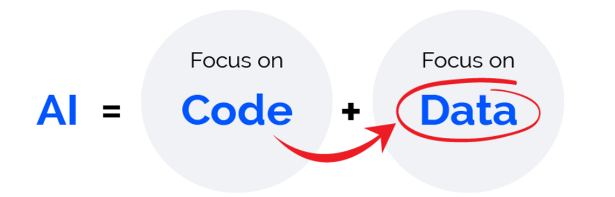 Focus on Focus on
AI = Code + Data